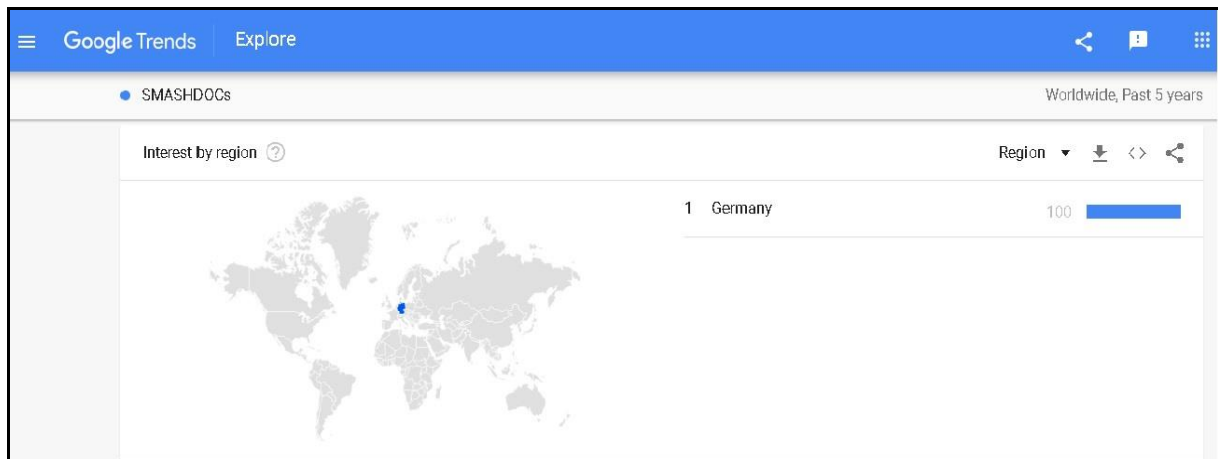 Google Trends Explore
SMASHDOCs Worldwide, Past 5 years
Interest by region ? Region
1 Germany 100